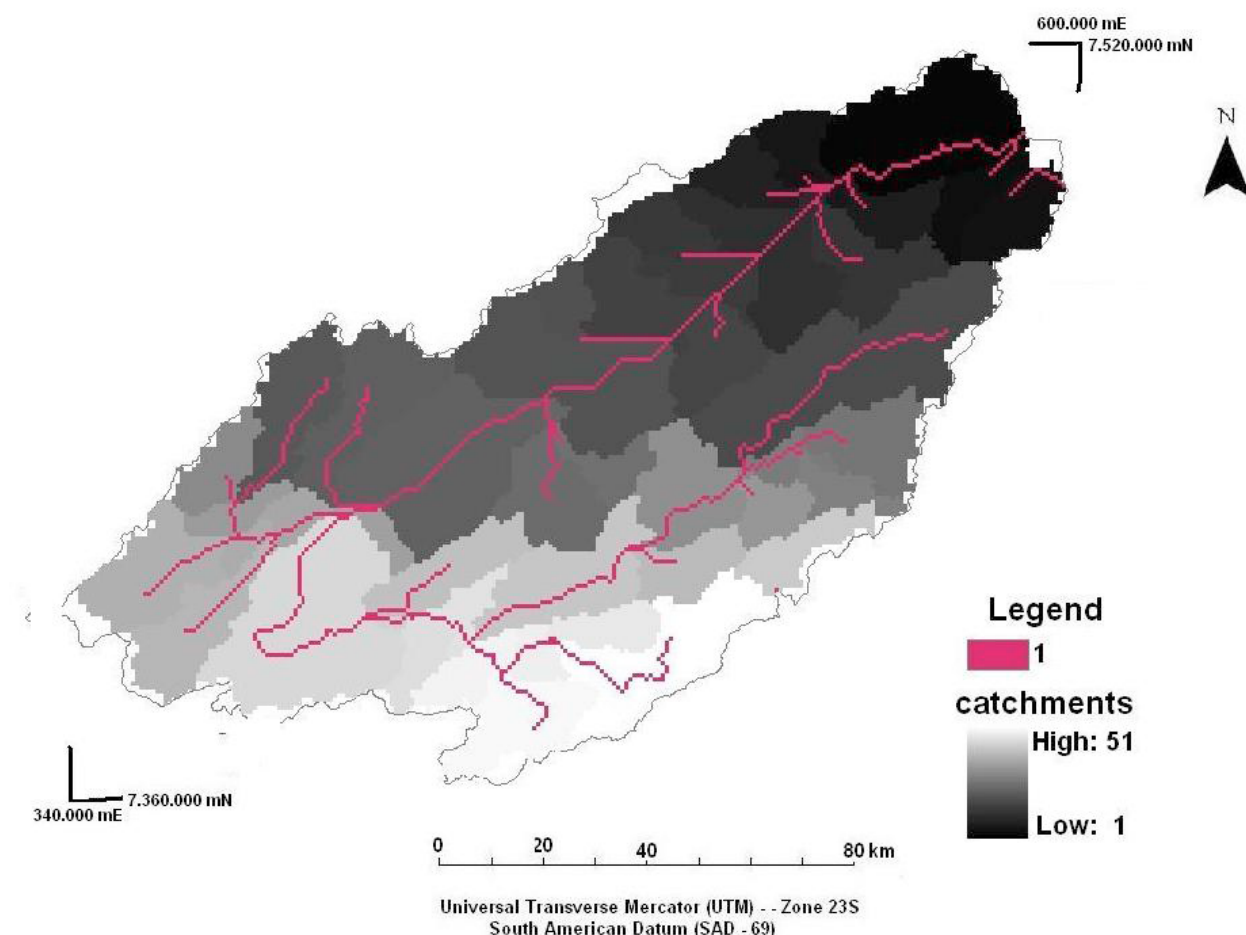 600.000 mE
7.520.000 mN
N
Legend
1
catchments
High: 51
Low: 1
7.360.000 mN
340.000 mE
0 20 40 80 km
Universal Transverse Mercator (UTM) - - Zone 23S
South American Datum (SAD - 69)